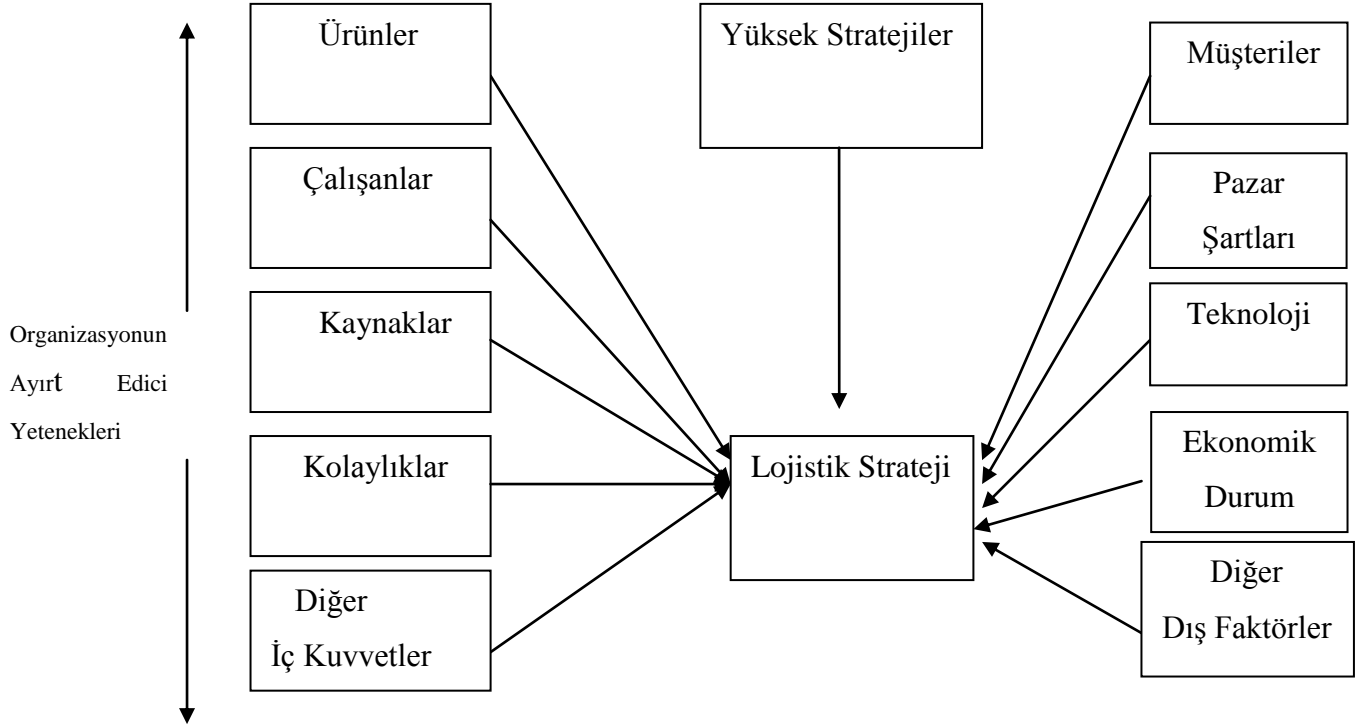 Ürünler
Yüksek Stratejiler
Müşteriler
Çalışanlar
Pazar
Şartları
Kaynaklar
Teknoloji
Organizasyonun
Ayırt Edici
Yetenekleri
Kolaylıklar
Lojistik Strateji
Ekonomik
Durum
Diğer
İç Kuvvetler
Diğer
Dış Faktörler